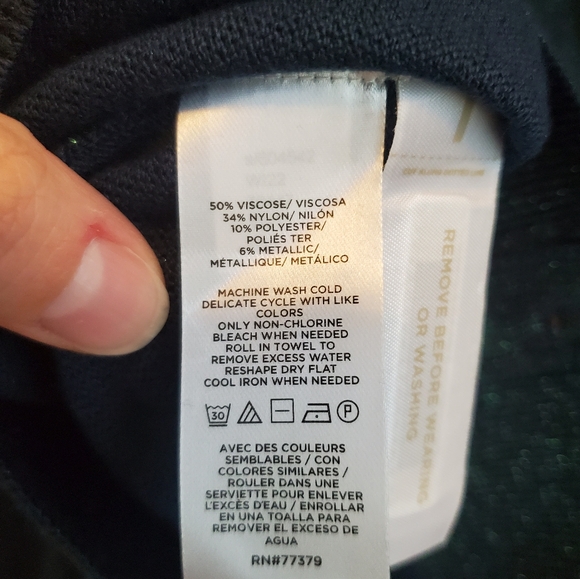 50% VISCOSE/ VISCOSA
34% NYLON/ NILÓN
10% POLYESTER/
POLIÉS TER
6% METALLIC/
MÉTALLIQUE/ METÁLICO
MACHINE WASH COLD
DELICATE CYCLE WITH LIKE
COLORS
ONLY NON-CHLORINE
BLEACH WHEN NEEDED
ROLL IN TOWEL TO
REMOVE EXCESS WATER
RESHAPE DRY FLAT
COOL IRON WHEN NEEDED
30 P
AVEC DES COULEURS
SEMBLABLES / CON
COLORES SIMILARES /
ROULER DANS UNE
SERVIETTE POUR ENLEVER
L'EXCÈS D'EAU / ENROLLAR
EN UNA TOALLA PARA
REMOVER EL EXCESO DE
AGUA
RN#77379
REMOVE BEFORE WEARING
OR WASHING